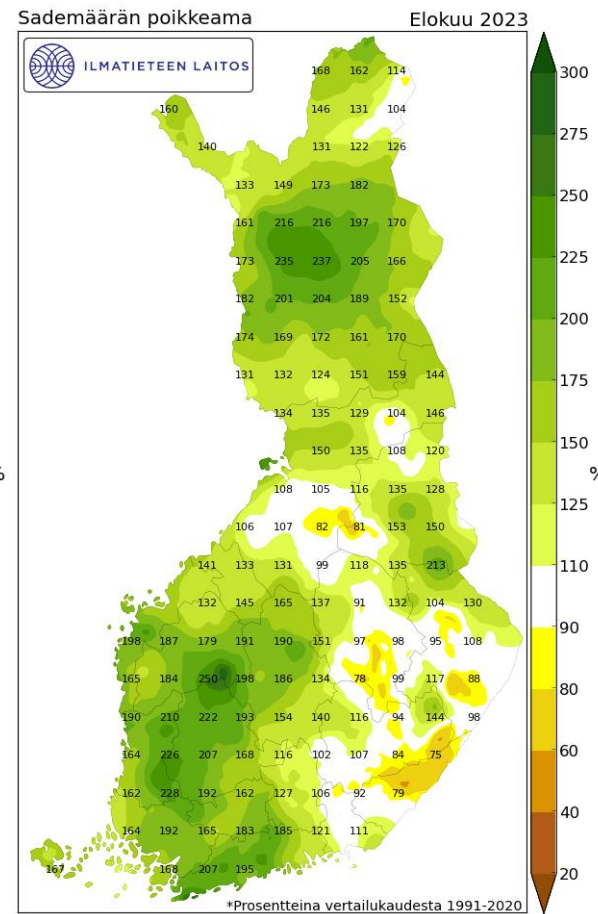 Sademäärän poikkeama Elokuu 2023
ILMATIETEEN LAITOS
168 162 114
160 146 131 104
140 131 122 126
133 149 173 182
161 216 216 197 170
173 235 237 205 166
182 201 204 189 152
174 169 172 161 170
131 132 124 151 159 144
134 135 129 104 146
150 135 108 120
108 105 116 135 128
106 107 82 81 153 150
141 133 131 99 118 135 213
132 145 165 137 91 132 104 130
198 187 179 191 190 151 97 98 95 108
165 184 250 198 186 134 78 99 117 88
190 210 222 193 154 140 116 94 144 98
164 226 207 168 116 102 107 84 75
162 228 192 162 127 106 92 79
164 192 165 183 185 121 111
167 168 207 195
*Prosentteina vertailukaudesta 1991-2020
300
275
250
225
200
175
150
125
110
90
80
60
40
20
%
%